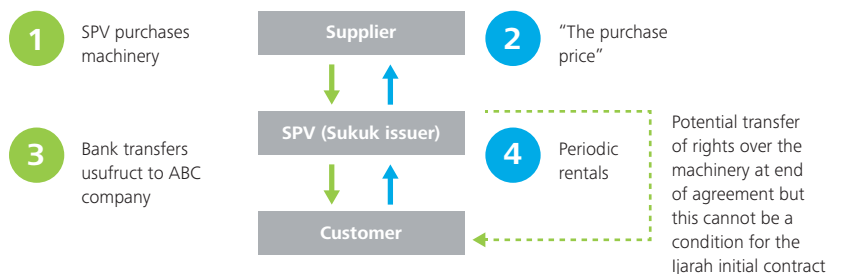 1
SPV purchases
machinery
Supplier
2
“The purchase
price”
SPV (Sukuk issuer)
3
Bank transfers
usufruct to ABC
company
4
Periodic
rentals
Potential transfer
of rights over the
machinery at end
of agreement but
this cannot be a
condition for the
Ijarah initial contract
Customer